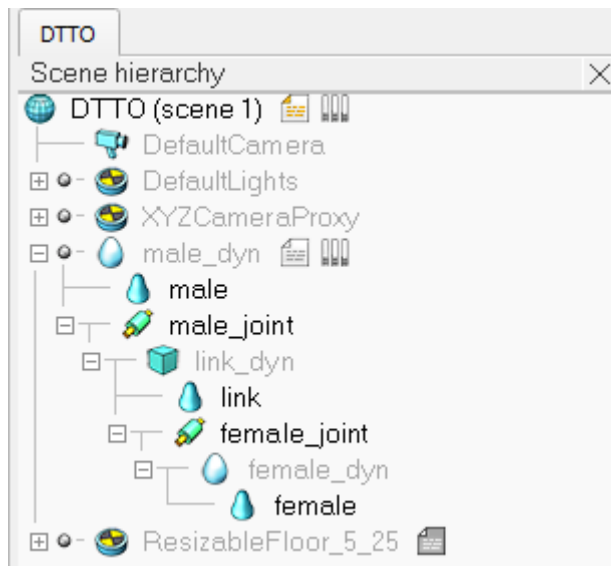 DTTO
Scene hierarchy
DTTO (scene 1)
DefaultCamera
DefaultLights
XYZCameraProxy
male_dyn
male
male_joint
link_dyn
link
female_joint
female_dyn
female
ResizableFloor_5_25